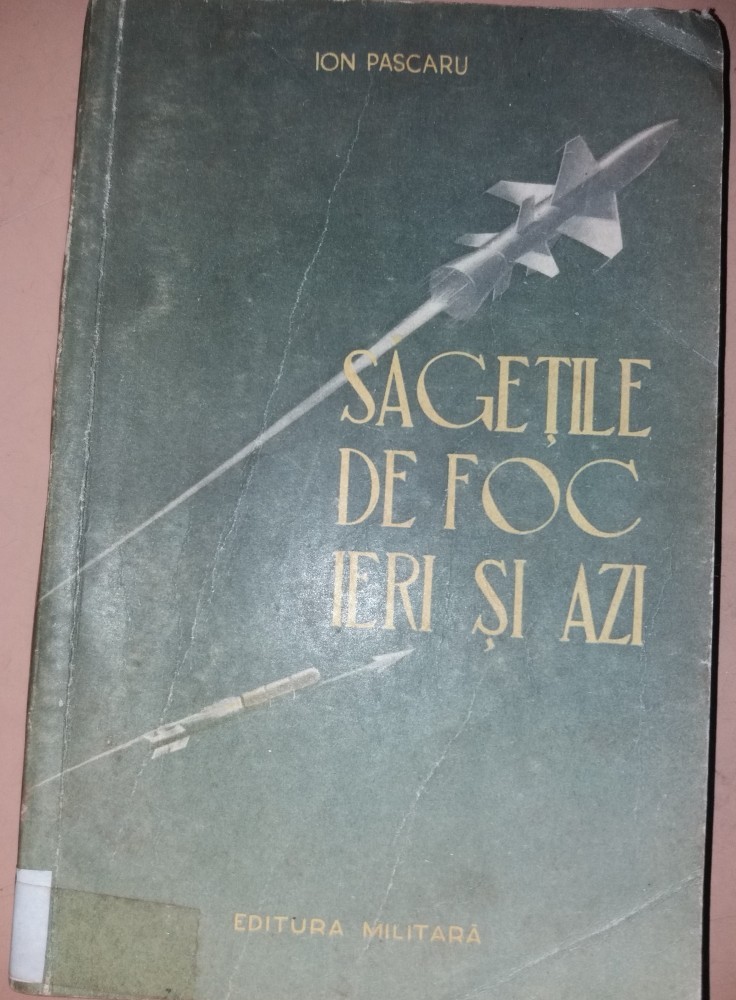 ION PASCARU
SĂGEȚILE
DE FOC
IERI ȘI AZI
EDITURA MILITARĂ